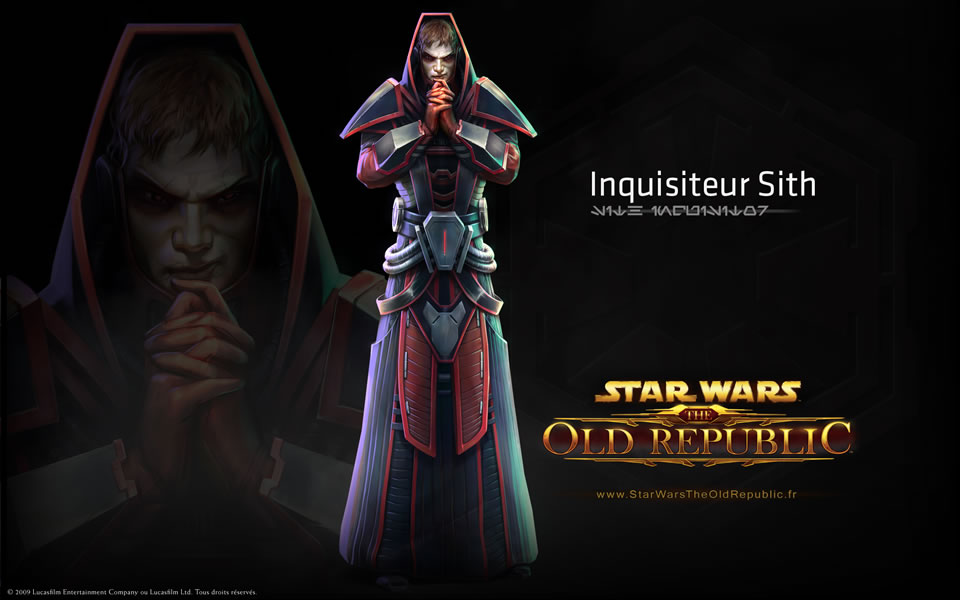 Inquisiteur Sith
STAR WARS
THE
OLD REPUBLIC
www.StarWarsTheOldRepublic.fr
© 2009 Lucasfilm Entertainment Company ou Lucasfilm Ltd. Tous droits réservés.